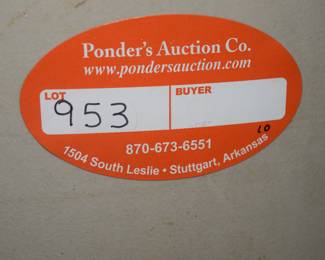 Ponder's Auction Co.
www.pondersauction.com
LOT
953
BUYER
870-673-6551
1504 South Leslie • Stuttgart, Arkansas
LO